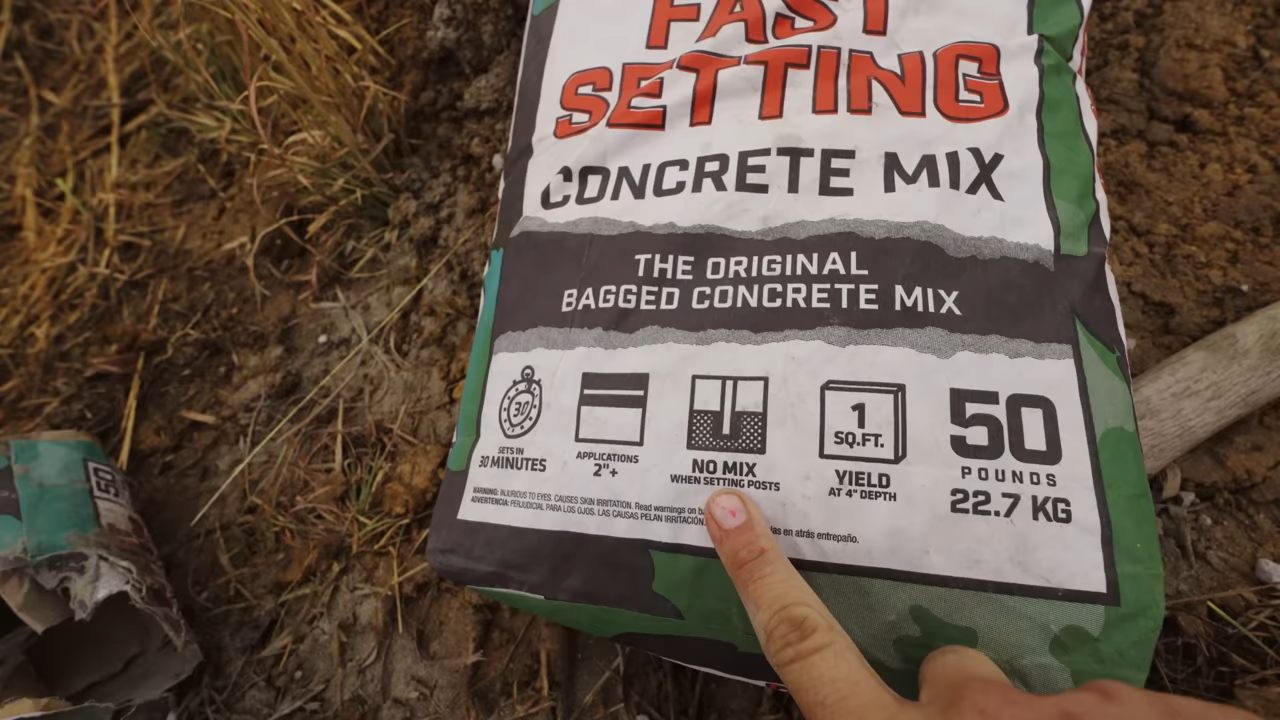 FAST
SETTING
CONCRETE MIX
THE ORIGINAL
BAGGED CONCRETE MIX
30
SETS IN
30 MINUTES
APPLICATIONS
2"+
NO MIX
WHEN SETTING POSTS
1
SQ.FT.
YIELD
AT 4" DEPTH
50
POUNDS
22.7 KG
WARNING: INJURIOUS TO EYES. CAUSES SKIN IRRITATION. Read warnings on
ADVERTENCIA: PERJUDICIAL PARA LOS OJOS. LAS CAUSAS PELAN IRRITACIÓN. en atrás entrepaño.
50